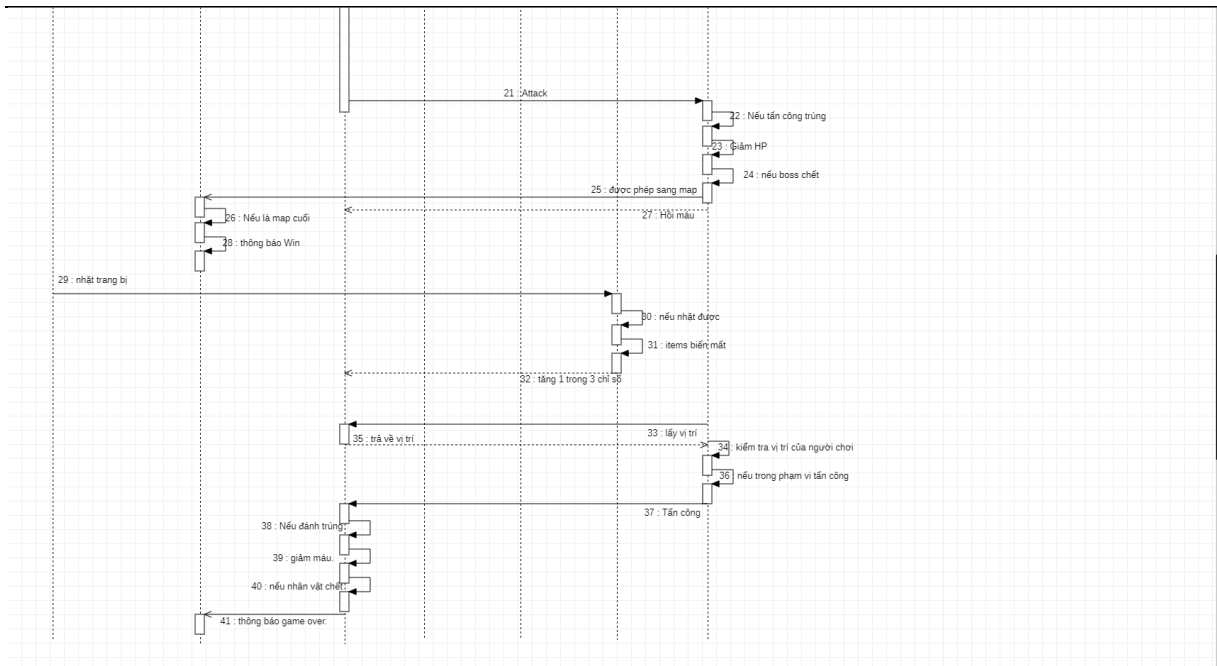 21 : Attack
22 : Nếu tấn công trúng
23 : Giảm HP
24 : nếu boss chết
25 : được phép sang map
27 : Hồi máu
26 : Nếu là map cuối
28 : thông báo Win
29 : nhặt trang bị
30 : nếu nhặt được
31 : items biến mất
32 : tăng 1 trong 3 chỉ số
33 : lấy vị trí
35 : trả về vị trí
34 : kiểm tra vị trí của người chơi
36 : nếu trong phạm vi tấn công
37 : Tấn công
38 : Nếu đánh trúng
39 : giảm máu.
40 : nếu nhân vật chết
41 : thông báo game over.